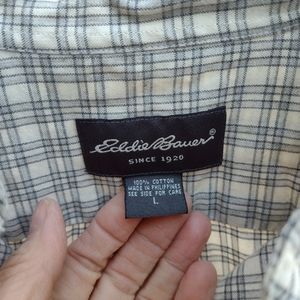 Eddie Bauer®
SINCE 1920
100% COTTON
MADE IN PHILIPPINES
SEE SIDE FOR CARE
L